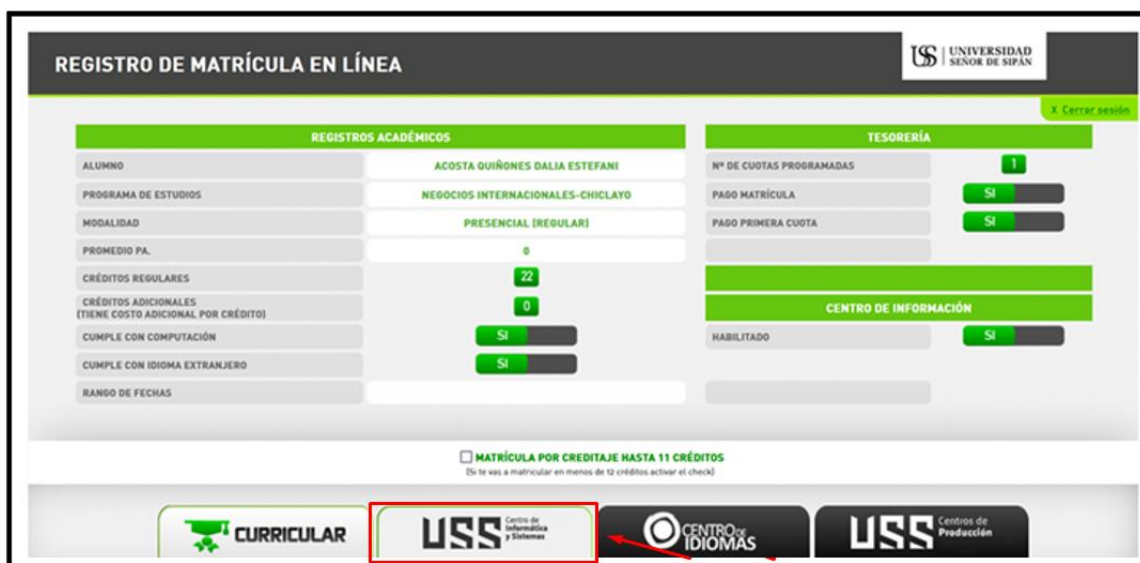 REGISTRO DE MATRÍCULA EN LÍNEA
USS | UNIVERSIDAD
SEÑOR DE SIPÁN
X Cerrar sesión
REGISTROS ACADÉMICOS
ALUMNO ACOSTA QUIÑONES DALIA ESTEFANI
PROGRAMA DE ESTUDIOS NEGOCIOS INTERNACIONALES-CHICLAYO
MODALIDAD PRESENCIAL (REGULAR)
PROMEDIO PA. 0
CRÉDITOS REGULARES 22
CRÉDITOS ADICIONALES
(TIENE COSTO ADICIONAL POR CRÉDITO) 0
CUMPLE CON COMPUTACIÓN SI
CUMPLE CON IDIOMA EXTRANJERO SI
RANGO DE FECHAS
TESORERÍA
Nº DE CUOTAS PROGRAMADAS 1
PAGO MATRÍCULA SI
PAGO PRIMERA CUOTA SI
CENTRO DE INFORMACIÓN
HABILITADO SI
MATRÍCULA POR CREDITAJE HASTA 11 CRÉDITOS
(Si te vas a matricular en menos de 12 créditos activar el check)
CURRICULAR
USS Centro de
Informática
y Sistemas
CENTRO DE
IDIOMAS
USS Centros de
Producción